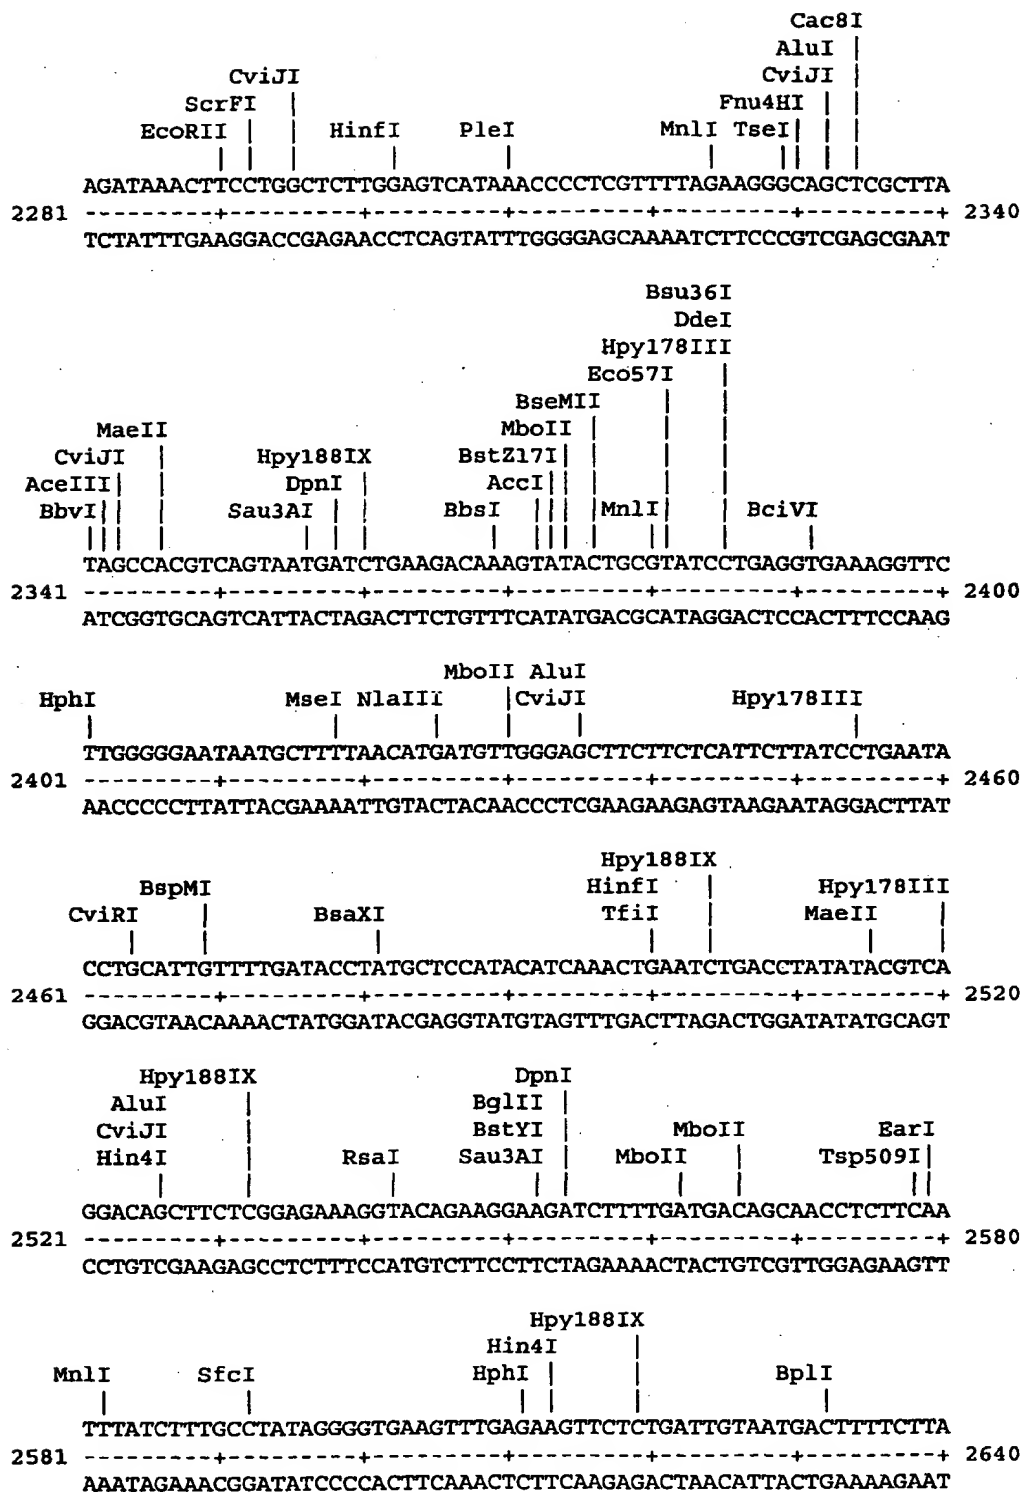 Cac8I
AluI
CviJI CviJI
ScrFI Fnu4HI
EcoRII HinfI PleI MnlI TseI
AGATAAACTTCCTGGCTCTTGGAGTCATAAACCCCTCGTTTTAGAAGGGCAGCTCGCTTA
2281 ---------+---------+---------+---------+---------+---------+ 2340
TCTATTTGAAGGACCGAGAACCTCAGTATTTGGGGAGCAAAATCTTCCCGTCGAGCGAAT
Bsu36I
DdeI
Hpy178III
Eco57I
BseMII
MaeII MboII
CviJI Hpy188IX BstZ17I
AceIII DpnI AccI
BbvI Sau3AI BbsI MnlI BciVI
TAGCCACGTCAGTAATGATCTGAAGACAAAGTATACTGCGTATCCTGAGGTGAAAGGTTC
2341 ---------+---------+---------+---------+---------+---------+ 2400
ATCGGTGCAGTCATTACTAGACTTCTGTTTCATATGACGCATAGGACTCCACTTTCCAAG
MboII AluI
HphI MseI NlaIII CviJI Hpy178III
TTGGGGGAATAATGCTTTTAACATGATGTTGGGAGCTTCTTCTCATTCTTATCCTGAATA
2401 ---------+---------+---------+---------+---------+---------+ 2460
AACCCCCTTATTACGAAAATTGTACTACAACCCTCGAAGAAGAGTAAGAATAGGACTTAT
Hpy188IX
BspMI HinfI Hpy178III
CviRI BsaXI TfiI MaeII
CCTGCATTGTTTTGATACCTATGCTCCATACATCAAACTGAATCTGACCTATATACGTCA
2461 ---------+---------+---------+---------+---------+---------+ 2520
GGACGTAACAAAACTATGGATACGAGGTATGTAGTTTGACTTAGACTGGATATATGCAGT
Hpy188IX DpnI
AluI BglII
CviJI BstYI MboII EarI
Hin4I RsaI Sau3AI MboII Tsp509I
GGACAGCTTCTCGGAGAAAGGTACAGAAGGAAGATCTTTTGATGACAGCAACCTCTTCAA
2521 ---------+---------+---------+---------+---------+---------+ 2580
CCTGTCGAAGAGCCTCTTTCCATGTCTTCCTTCTAGAAAACTACTGTCGTTGGAGAAGTT
Hpy188IX
Hin4I
MnlI SfcI HphI BplI
TTTATCTTTGCCTATAGGGGTGAAGTTTGAGAAGTTCTCTGATTGTAATGACTTTTCTTA
2581 ---------+---------+---------+---------+---------+---------+ 2640
AAATAGAAACGGATATCCCCACTTCAAACTCTTCAAGAGACTAACATTACTGAAAAGAAT